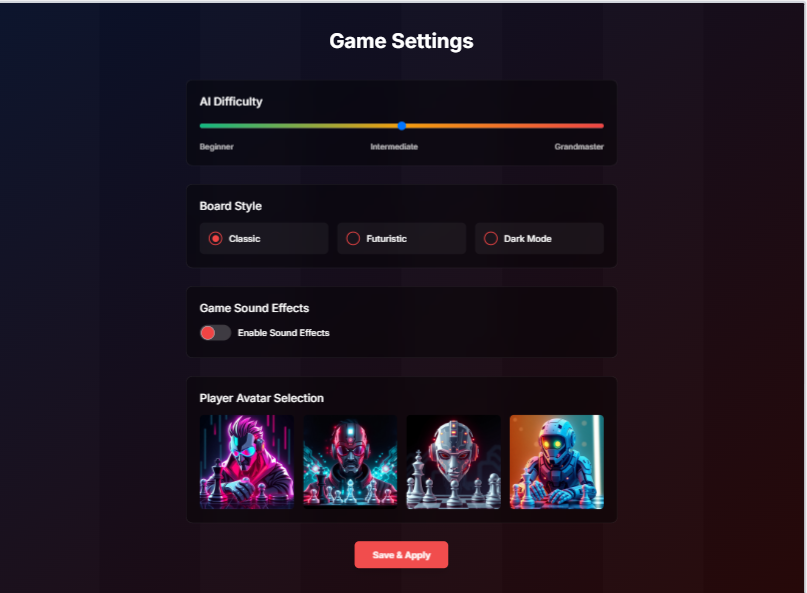 Game Settings
AI Difficulty
Beginner Intermediate Grandmaster
Board Style
Classic Futuristic Dark Mode
Game Sound Effects
Enable Sound Effects
Player Avatar Selection
Save & Apply